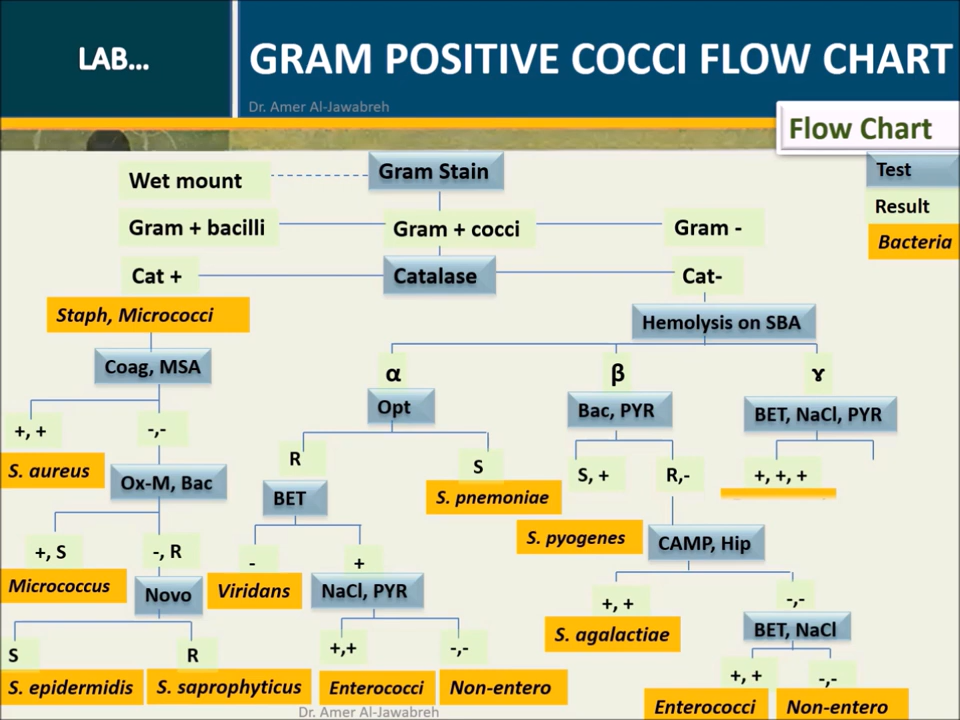 LAB...
GRAM POSITIVE COCCI FLOW CHART
Dr. Amer Al-Jawabreh
Flow Chart
Test
Result
Bacteria
Wet mount
Gram Stain
Gram + bacilli
Gram + cocci
Gram -
Cat +
Catalase
Cat-
Staph, Micrococci
Hemolysis on SBA
Coag, MSA
α
β
ɤ
Opt
Bac, PYR
BET, NaCl, PYR
+, +
-,-
S. aureus
Ox-M, Bac
R
S
S, +
R,-
+, +, +
BET
S. pnemoniae
S. pyogenes
CAMP, Hip
+, S
-, R
-
+
Micrococcus
Novo
Viridans
NaCl, PYR
+, +
-,-
S. agalactiae
BET, NaCl
S
R
+,+
-,-
+, +
-,-
S. epidermidis
S. saprophyticus
Enterococci
Non-entero
Enterococci
Non-entero
Dr. Amer Al-Jawabreh